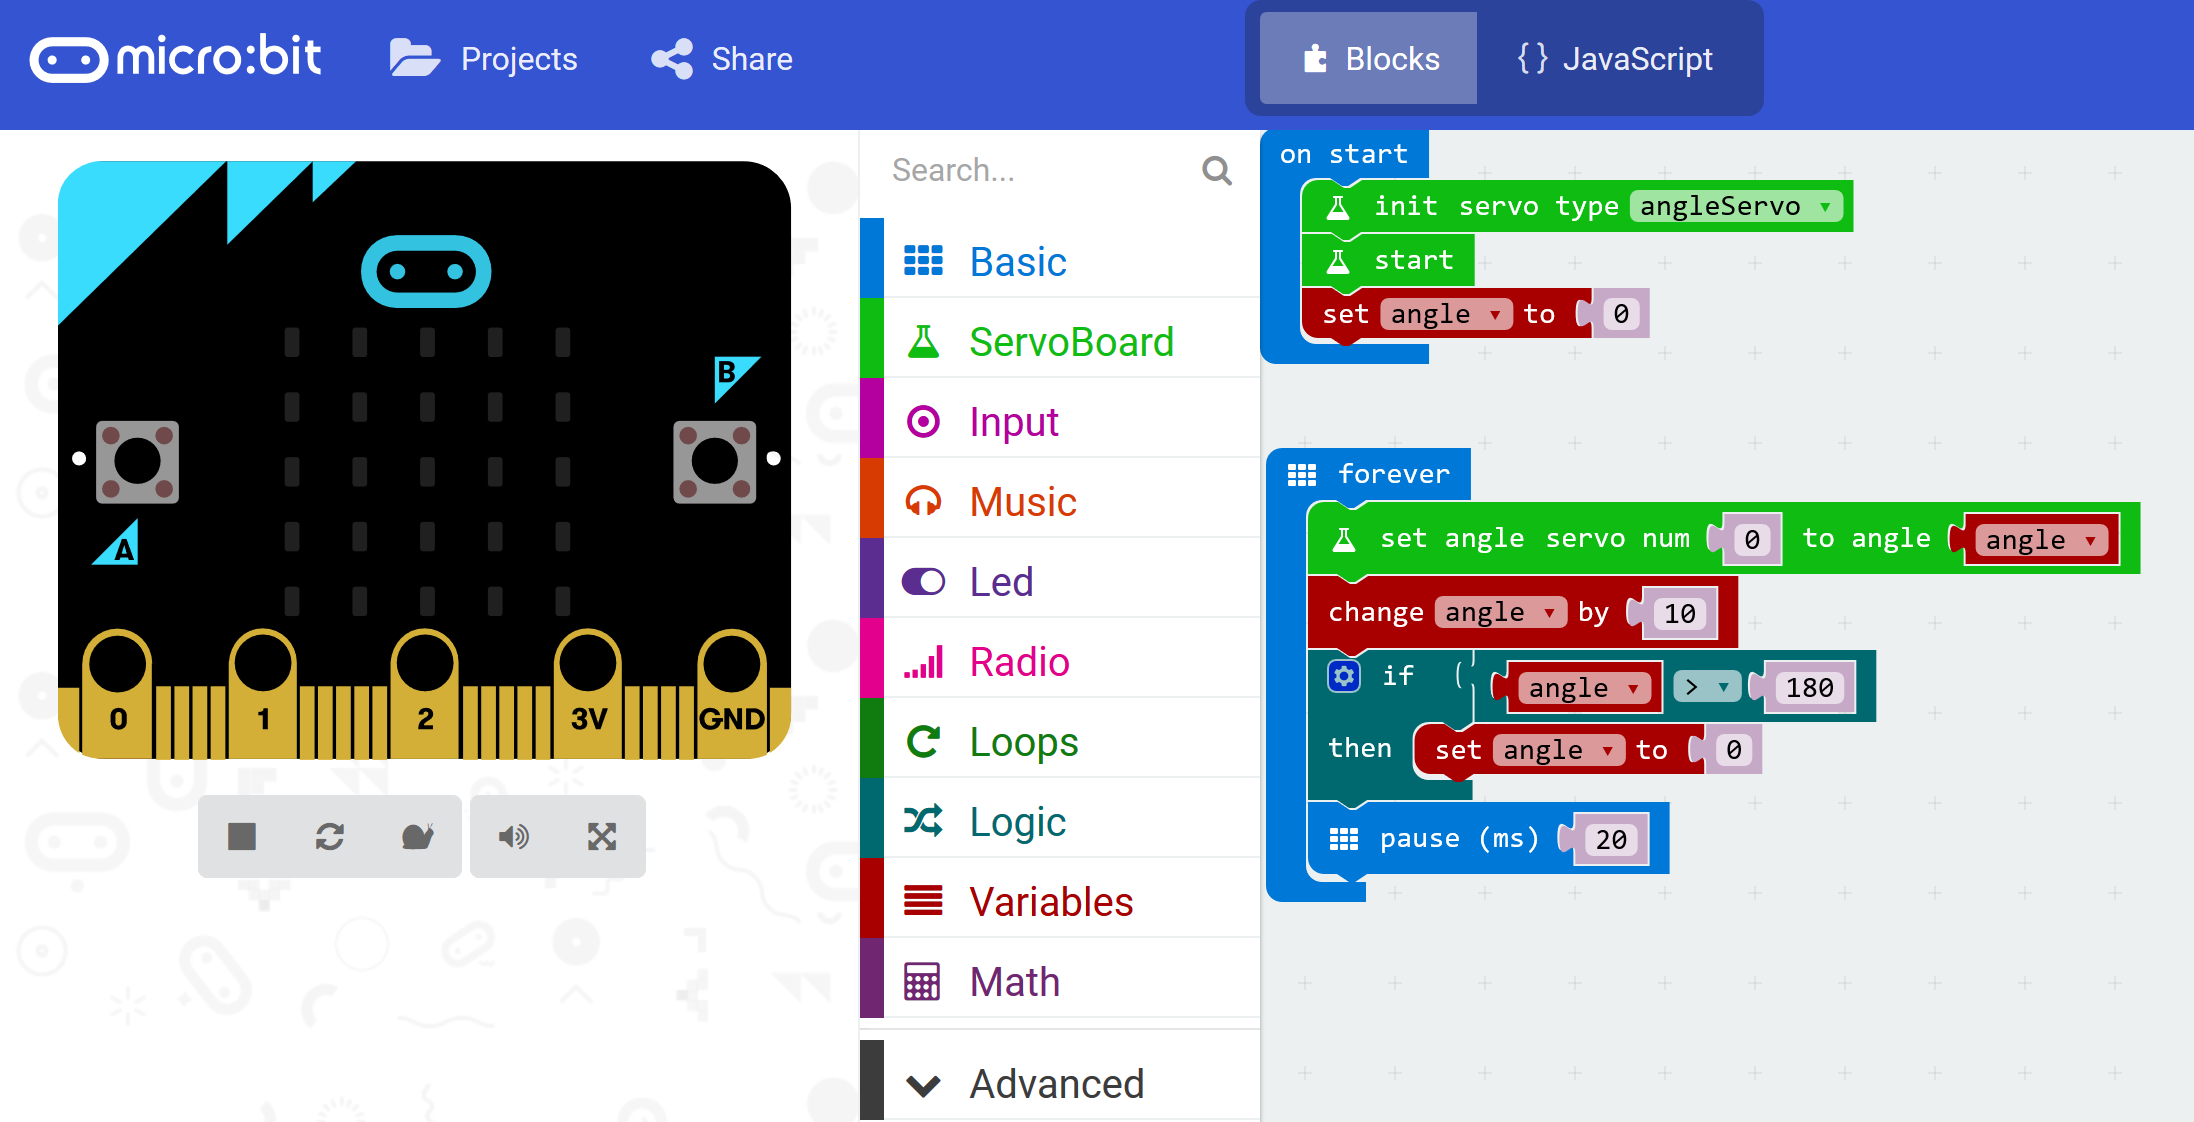 micro:bit
Projects
Share
Blocks
{ } JavaScript
B
A
0 1 2 3V GND
Search...
Basic
ServoBoard
Input
Music
Led
Radio
Loops
Logic
Variables
Math
Advanced
on start
init servo type angleServo
start
set angle to 0
forever
set angle servo num 0 to angle angle
change angle by 10
if angle > 180
then set angle to 0
pause (ms) 20